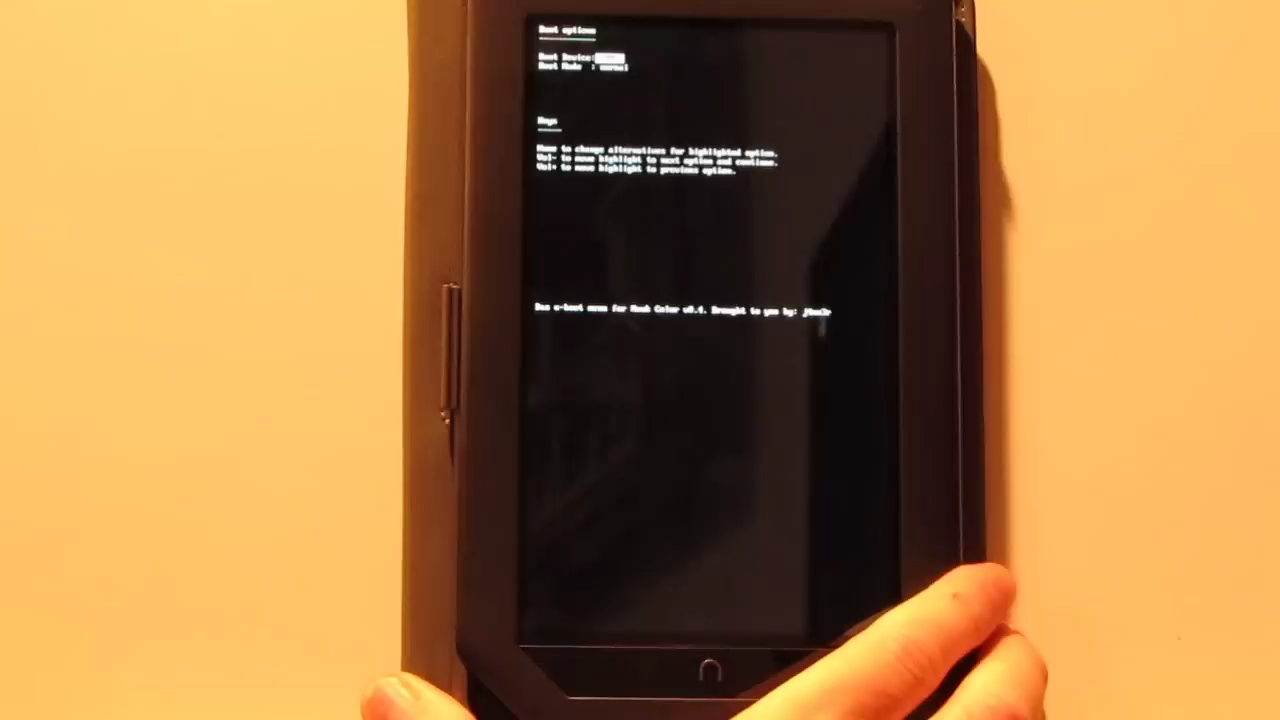 Boot options
Boot Device:
Boot Mode : normal
Keys
Home to change alternatives for highlighted option.
Vol- to move highlight to next option and continue.
Vol+ to move highlight to previous option.
Das u-boot menu for Nook Color v0.4. Brought to you by: